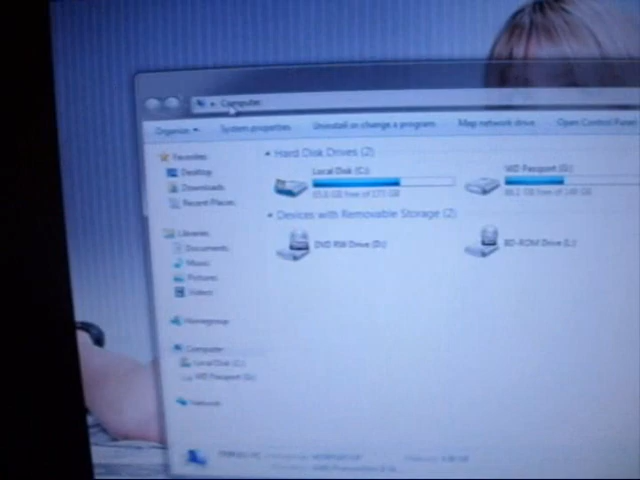 Computer
Organize System properties Uninstall or change a program Map network drive Open Control Panel
Favorites
Desktop
Downloads
Recent Places
Libraries
Documents
Music
Pictures
Videos
Homegroup
Computer
Local Disk (C:)
WD Passport (G:)
Network
Hard Disk Drives (2)
Local Disk (C:) WD Passport (G:)
Devices with Removable Storage (2)
DVD RW Drive (D:) BD-ROM Drive (L:)